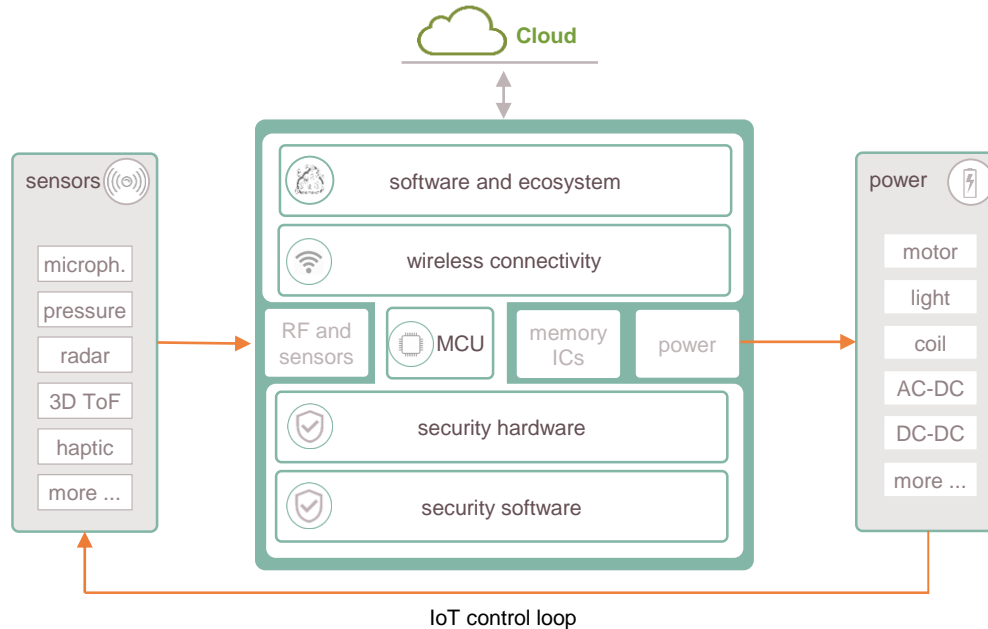 Cloud
sensors
microph.
pressure
radar
3D ToF
haptic
more ...
software and ecosystem
wireless connectivity
RF and
sensors
MCU
memory
ICs
power
security hardware
security software
power
motor
light
coil
AC-DC
DC-DC
more ...
IoT control loop